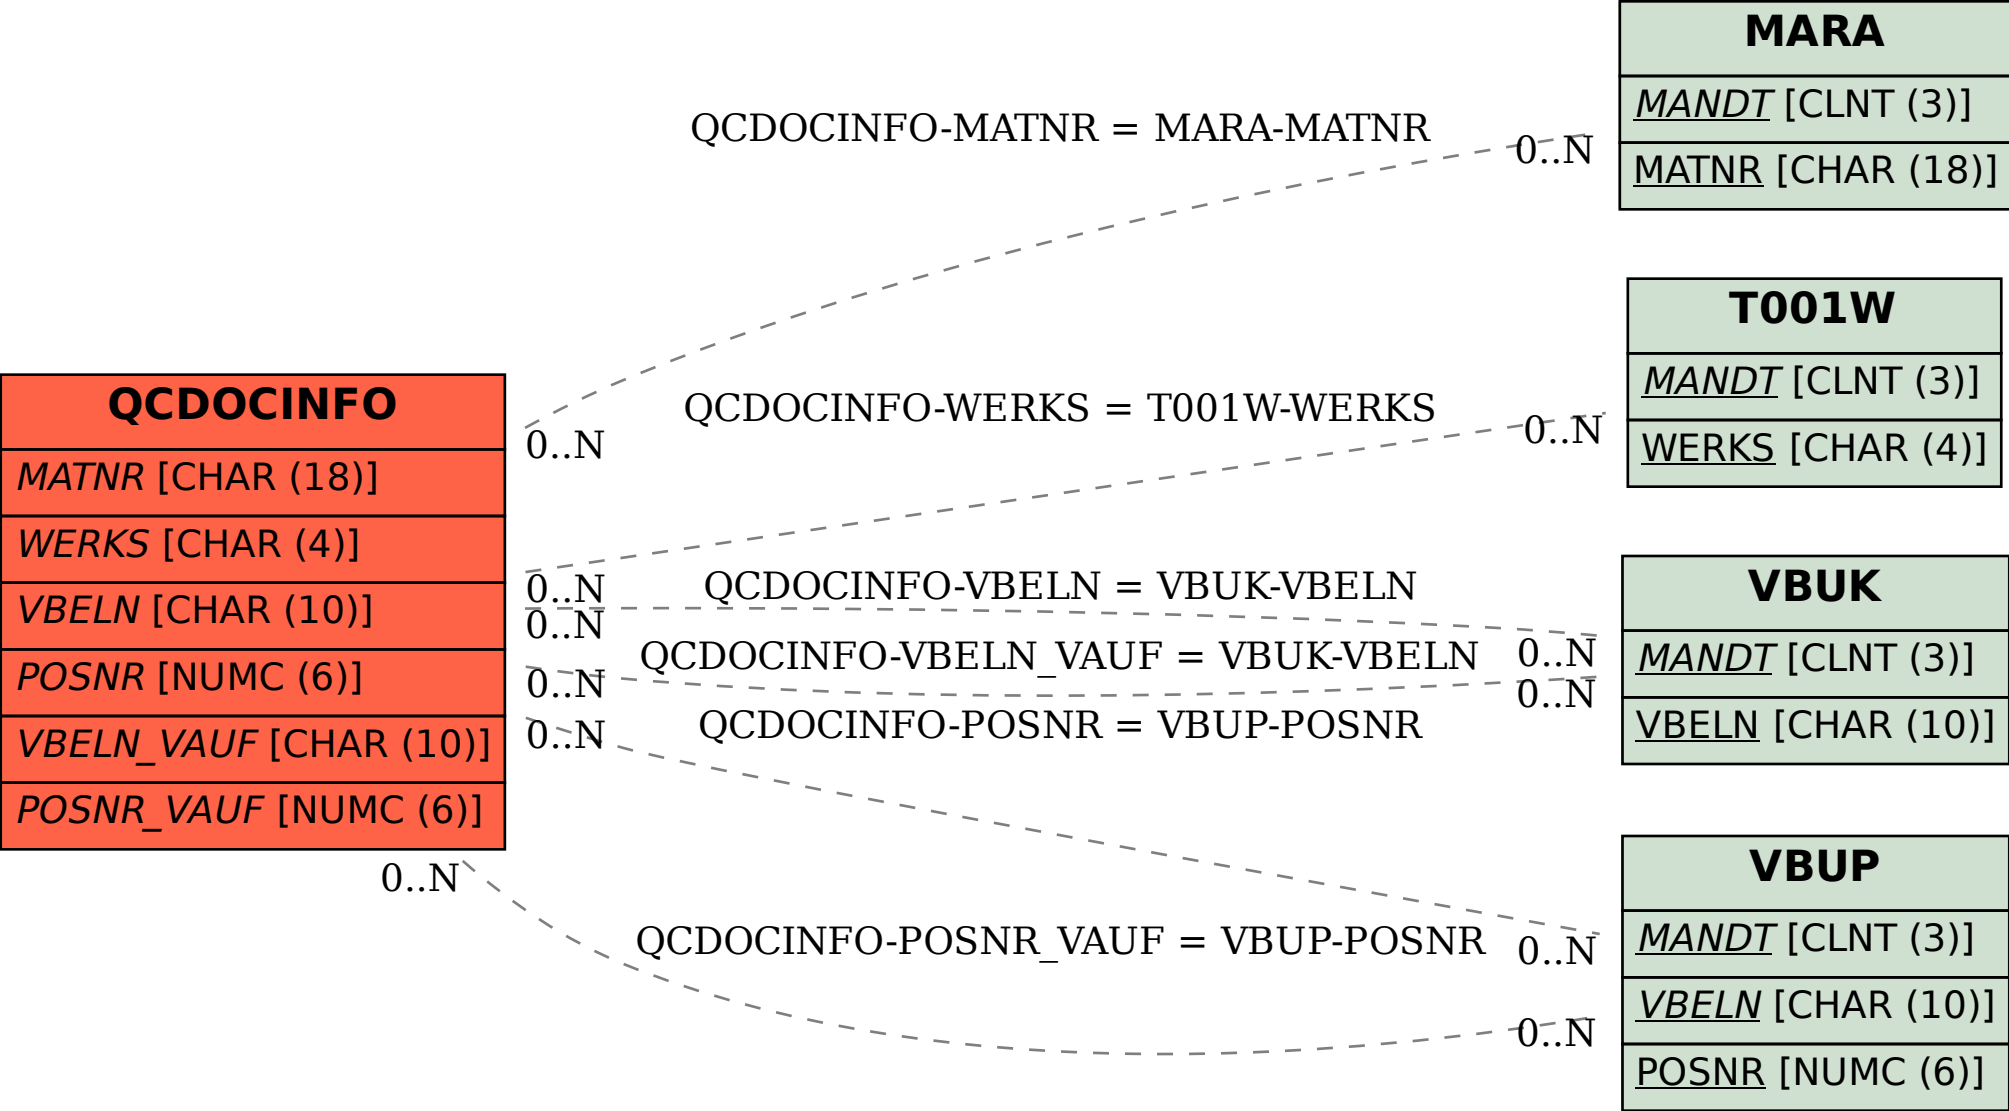 MARA
MANDT [CLNT (3)]
MATNR [CHAR (18)]
QCDOCINFO-MATNR = MARA-MATNR
0..N
T001W
MANDT [CLNT (3)]
WERKS [CHAR (4)]
QCDOCINFO-WERKS = T001W-WERKS
0..N
QCDOCINFO
MATNR [CHAR (18)]
WERKS [CHAR (4)]
VBELN [CHAR (10)]
POSNR [NUMC (6)]
VBELN_VAUF [CHAR (10)]
POSNR_VAUF [NUMC (6)]
0..N
0..N
0..N
0..N
0..N
0..N
QCDOCINFO-VBELN = VBUK-VBELN
0..N
QCDOCINFO-VBELN_VAUF = VBUK-VBELN
0..N
VBUK
MANDT [CLNT (3)]
VBELN [CHAR (10)]
QCDOCINFO-POSNR = VBUP-POSNR
0..N
QCDOCINFO-POSNR_VAUF = VBUP-POSNR
0..N
VBUP
MANDT [CLNT (3)]
VBELN [CHAR (10)]
POSNR [NUMC (6)]